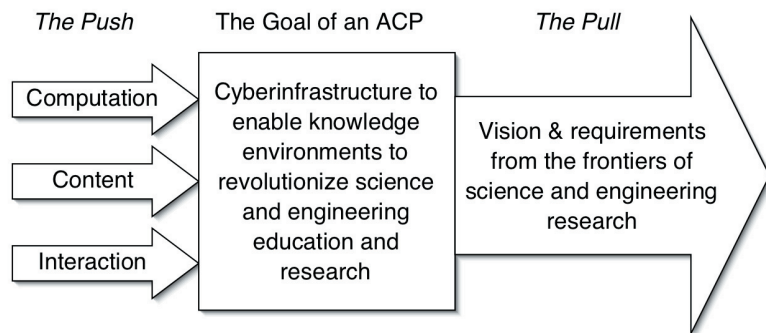 The Push
The Goal of an ACP
The Pull
Computation
Content
Interaction
Cyberinfrastructure to
enable knowledge
environments to
revolutionize science
and engineering
education and
research
Vision & requirements
from the frontiers of
science and engineering
research